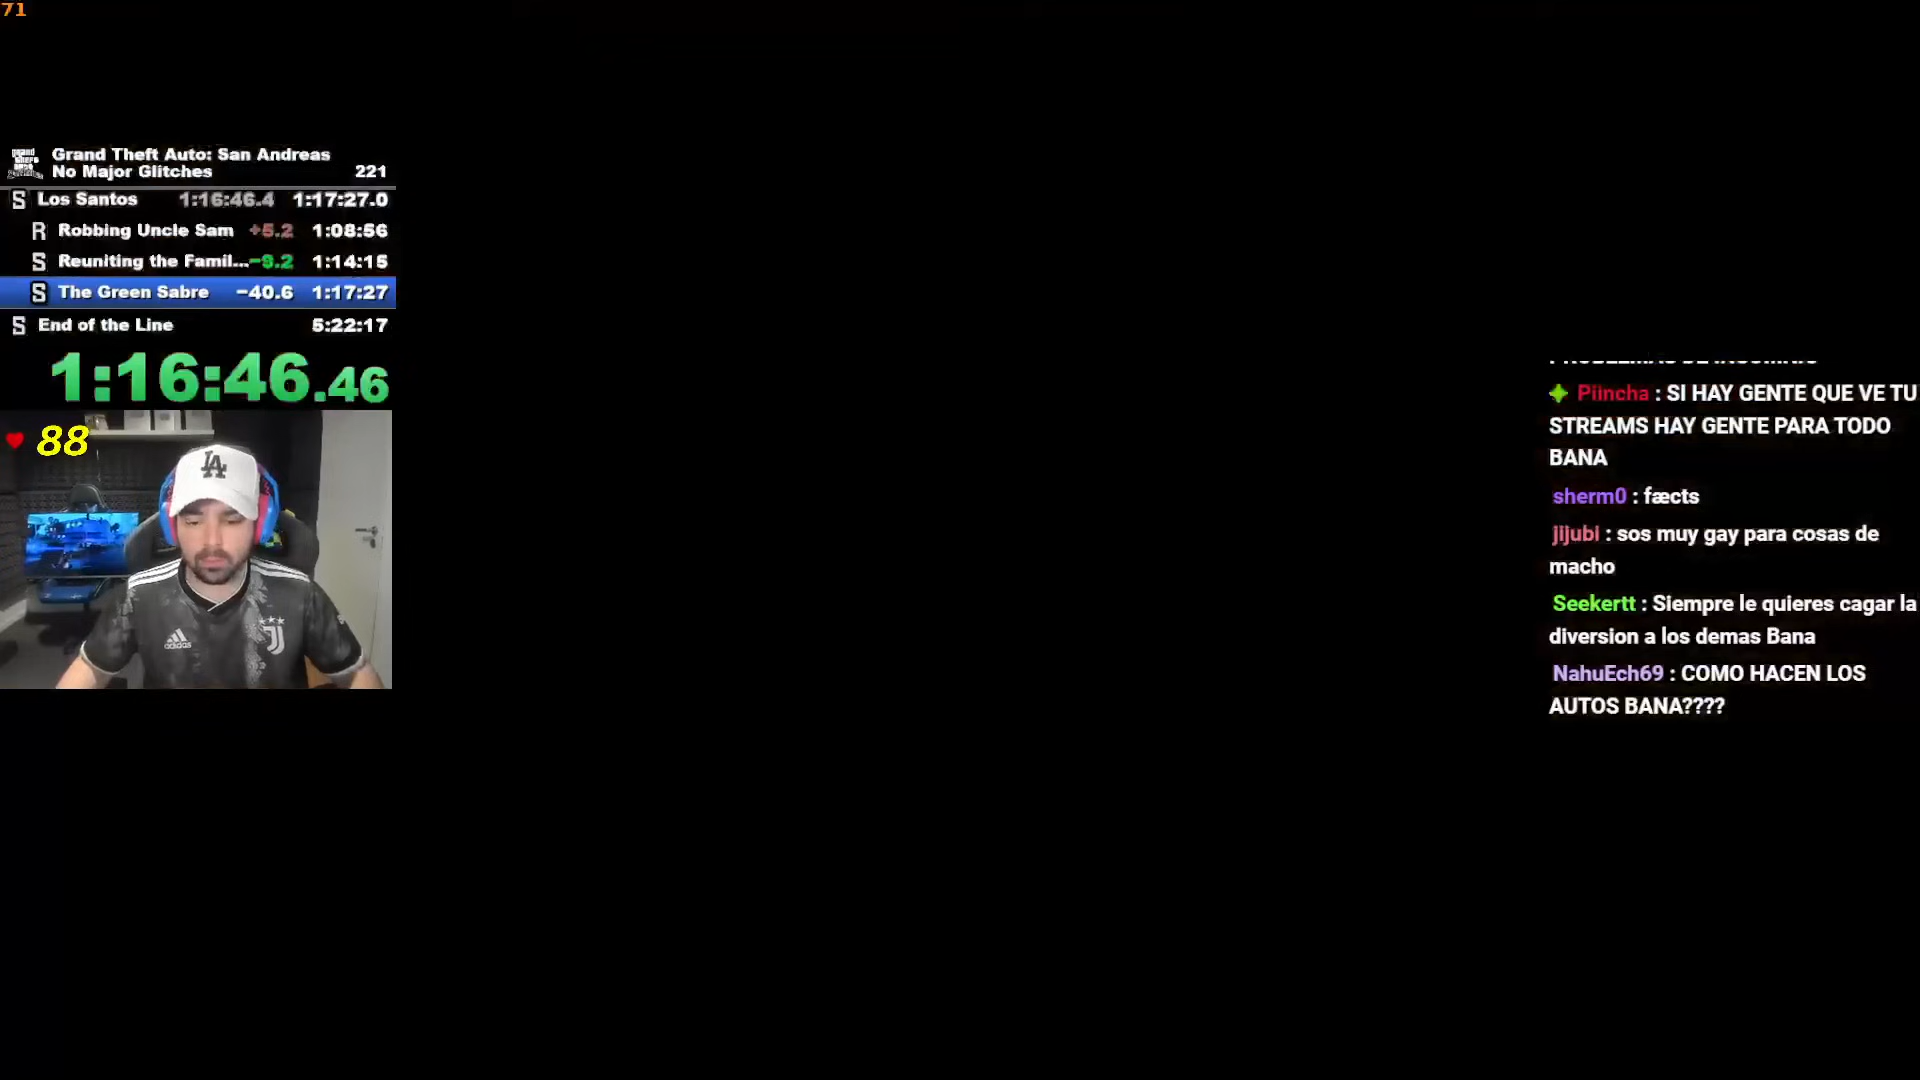 71
Grand Theft Auto: San Andreas
No Major Glitches 221
S Los Santos 1:16:46.4 1:17:27.0
R Robbing Uncle Sam +5.2 1:08:56
S Reuniting the Famil... -9.2 1:14:15
S The Green Sabre -40.6 1:17:27
S End of the Line 5:22:17
1:16:46.46
88
LA
adidas
Piincha : SI HAY GENTE QUE VE TU
STREAMS HAY GENTE PARA TODO
BANA
sherm0 : fæcts
jijubi : sos muy gay para cosas de
macho
Seekertt : Siempre le quieres cagar la
diversion a los demas Bana
NahuEch69 : COMO HACEN LOS
AUTOS BANA????